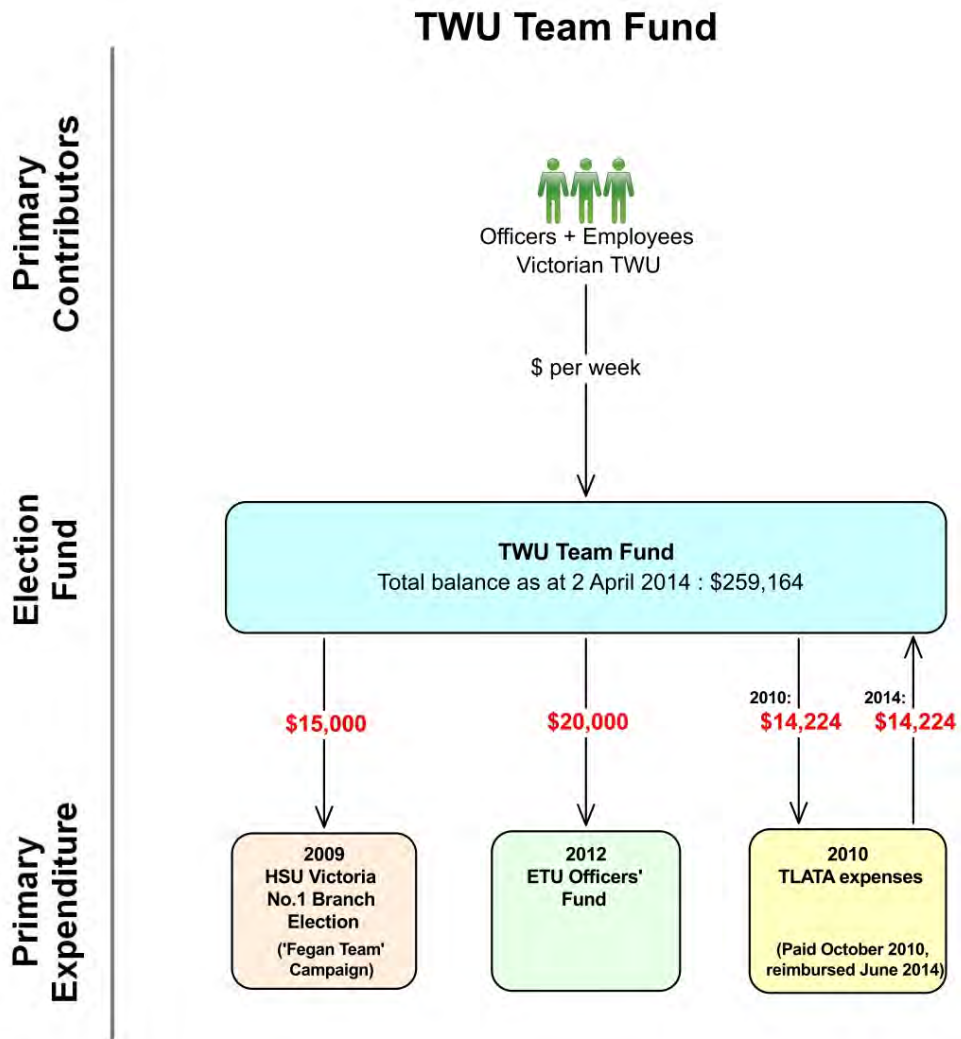 TWU Team Fund
Primary
Contributors
Officers + Employees
Victorian TWU
$ per week
Election
Fund
TWU Team Fund
Total balance as at 2 April 2014 : $259,164
$15,000
$20,000
2010:
$14,224
2014:
$14,224
Primary
Expenditure
2009
HSU Victoria
No.1 Branch
Election
('Fegan Team'
Campaign)
2012
ETU Officers'
Fund
2010
TLATA expenses
(Paid October 2010,
reimbursed June 2014)